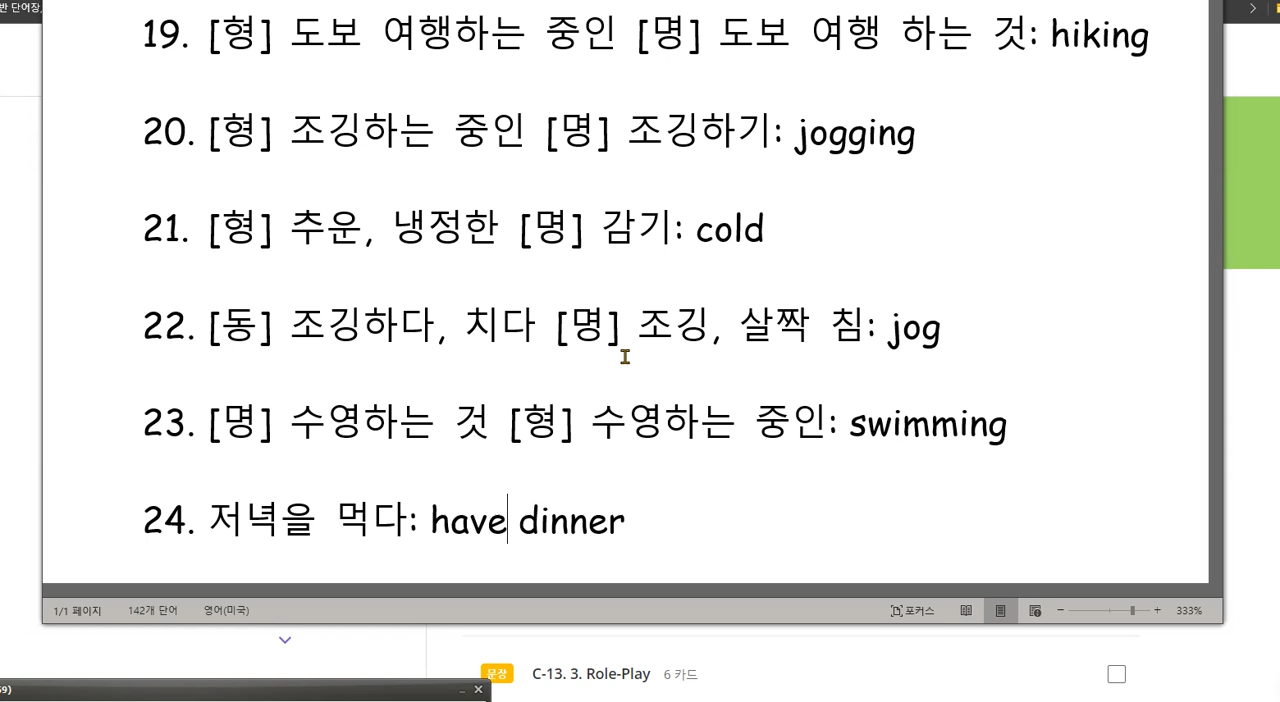 반 단어장
19. [형] 도보 여행하는 중인 [명] 도보 여행 하는 것: hiking
20. [형] 조깅하는 중인 [명] 조깅하기: jogging
21. [형] 추운, 냉정한 [명] 감기: cold
22. [동] 조깅하다, 치다 [명] 조깅, 살짝 침: jog
23. [명] 수영하는 것 [형] 수영하는 중인: swimming
24. 저녁을 먹다: have dinner
1/1 페이지 142개 단어 영어(미국) 포커스 333%
문장 C-13. 3. Role-Play 6 카드